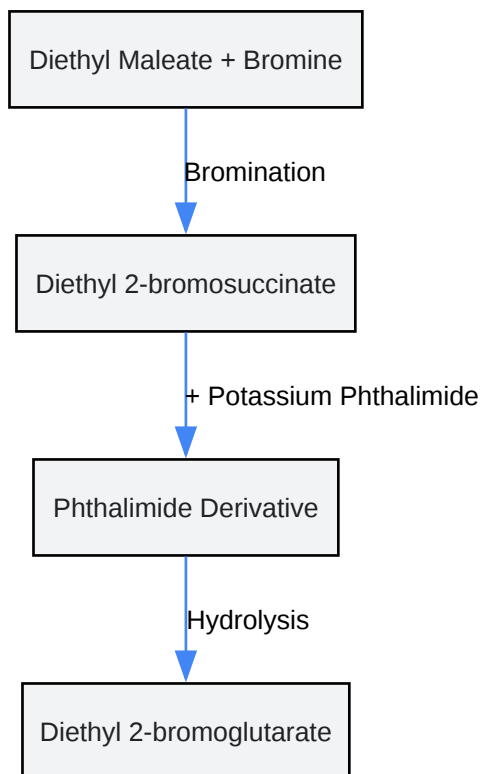 Diethyl Maleate + Bromine
Bromination
Diethyl 2-bromosuccinate
+ Potassium Phthalimide
Phthalimide Derivative
Hydrolysis
Diethyl 2-bromoglutarate